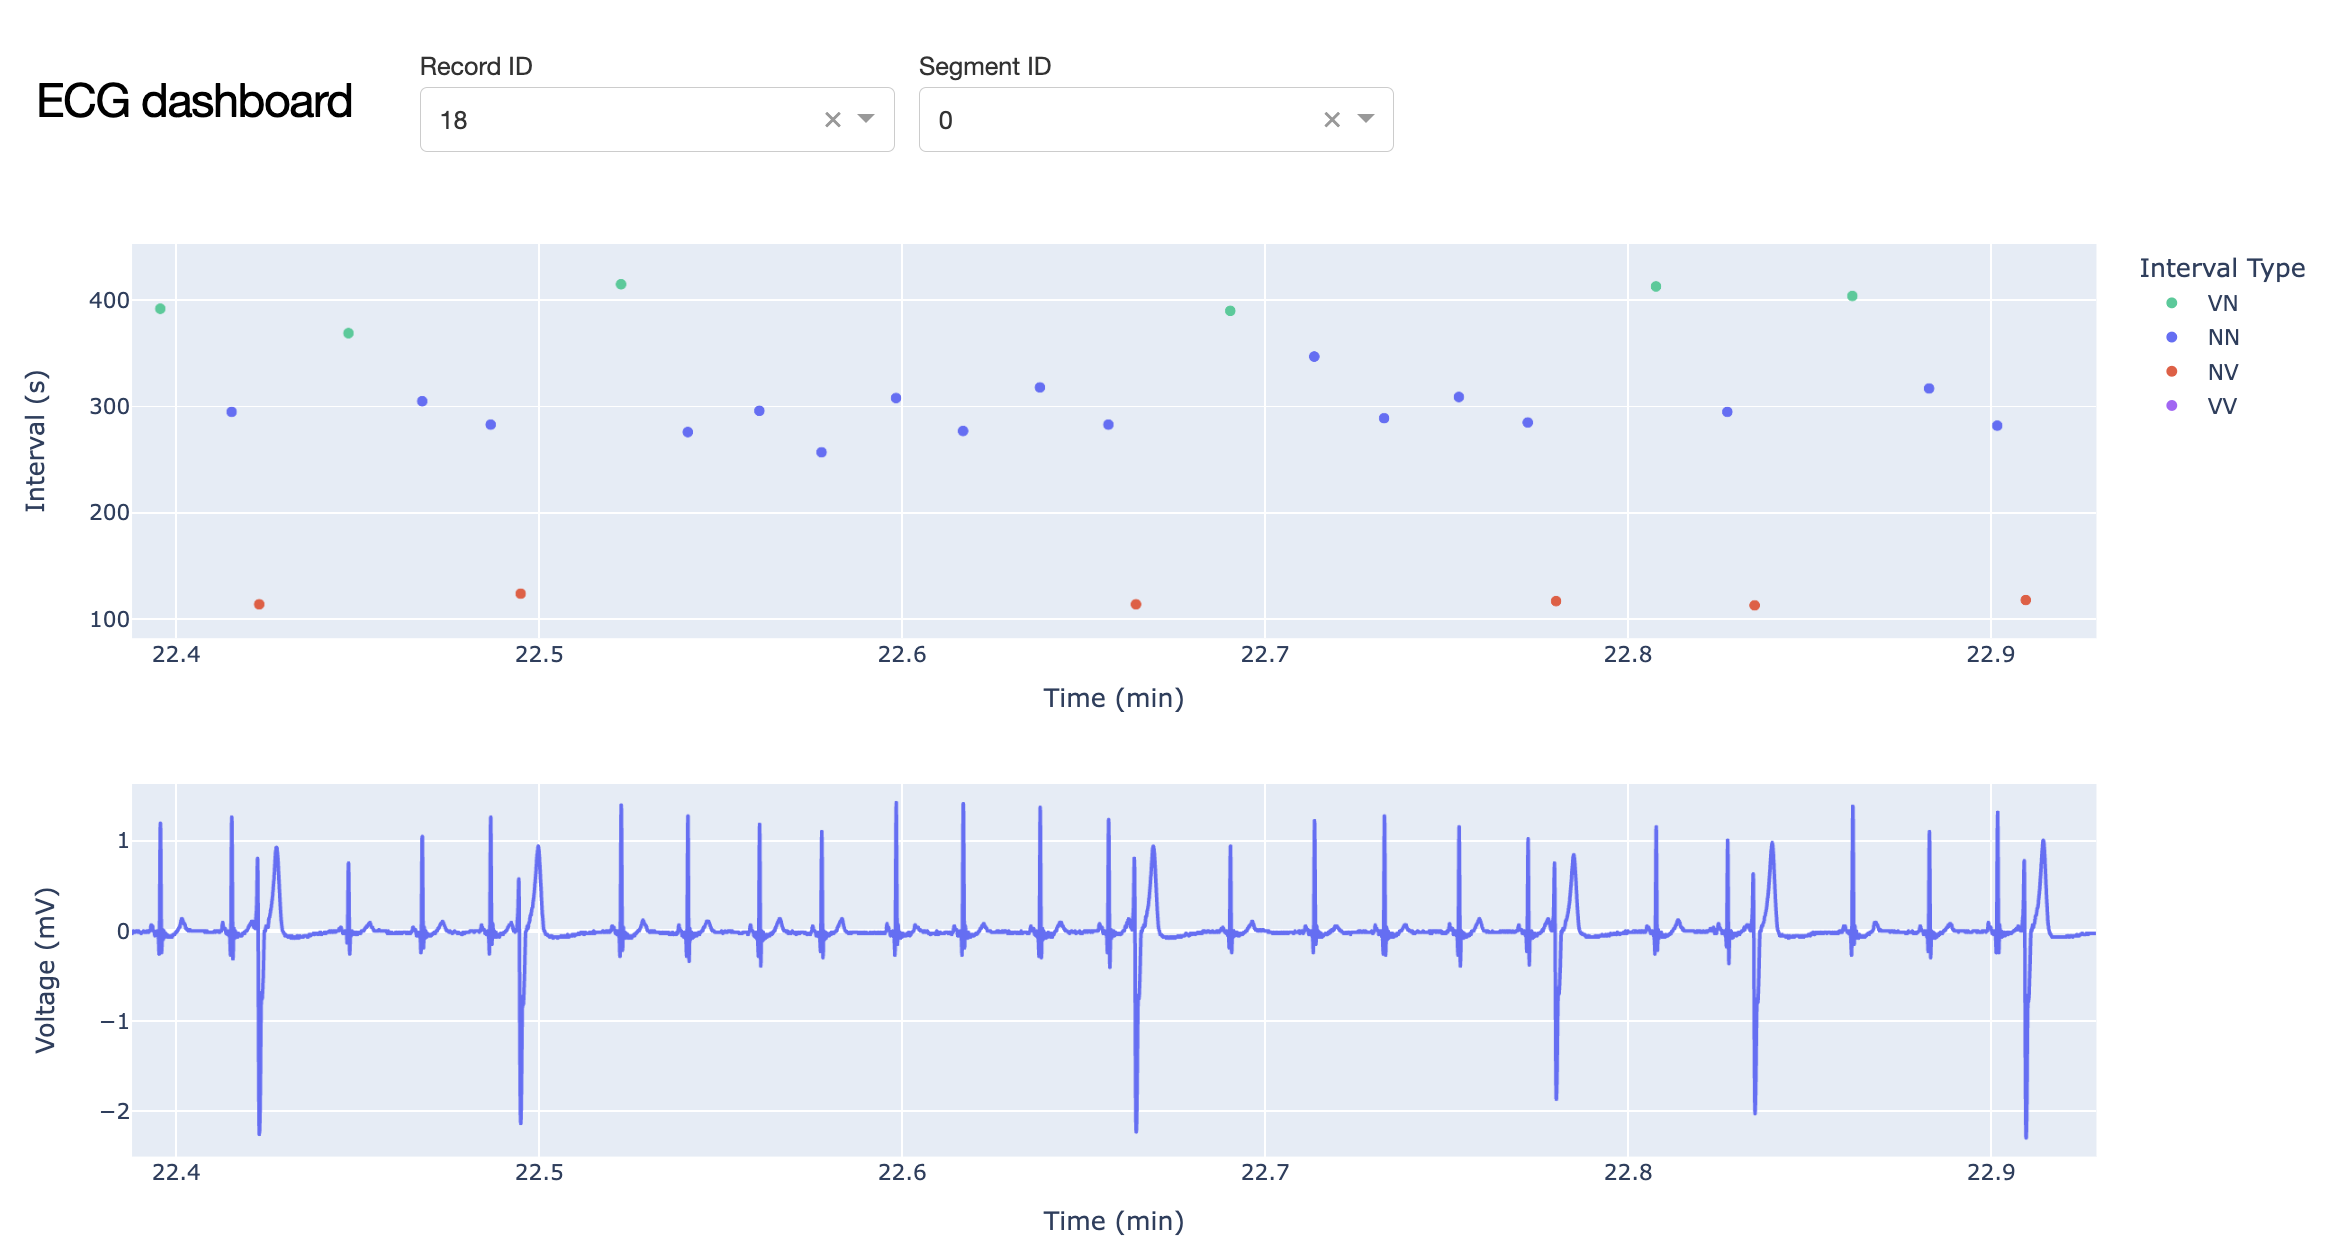 Record ID
Segment ID
ECG dashboard
18
0
Interval (s)
400
300
200
100
22.4
22.5
22.6
22.7
22.8
22.9
Time (min)
Interval Type
VN
NN
NV
VV
Voltage (mV)
1
0
−1
−2
22.4
22.5
22.6
22.7
22.8
22.9
Time (min)